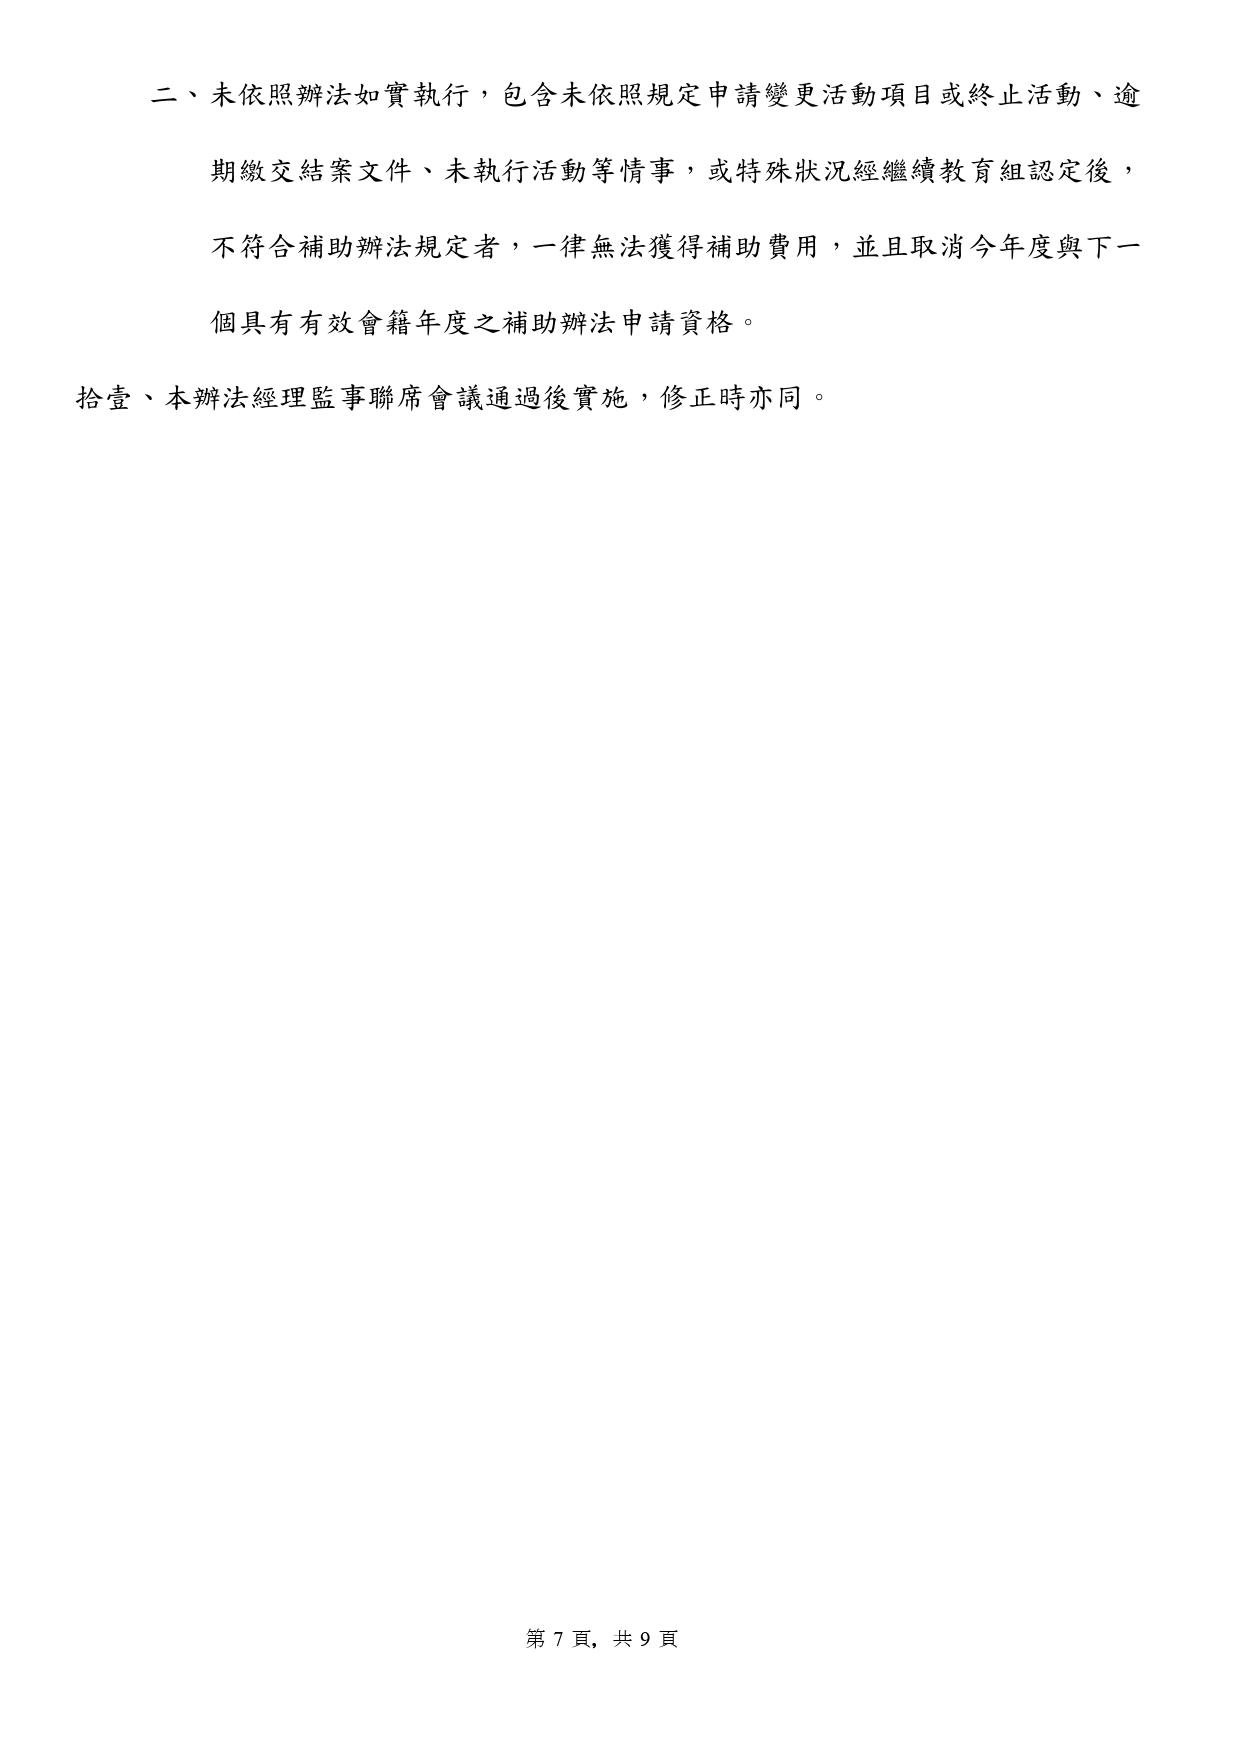 二、未依照辦法如實執行，包含未依照規定申請變更活動項目或終止活動、逾
期繳交結案文件、未執行活動等情事，或特殊狀況經繼續教育組認定後，
不符合補助辦法規定者，一律無法獲得補助費用，並且取消今年度與下一
個具有有效會籍年度之補助辦法申請資格。
拾壹、本辦法經理監事聯席會議通過後實施，修正時亦同。
第 7 頁，共 9 頁